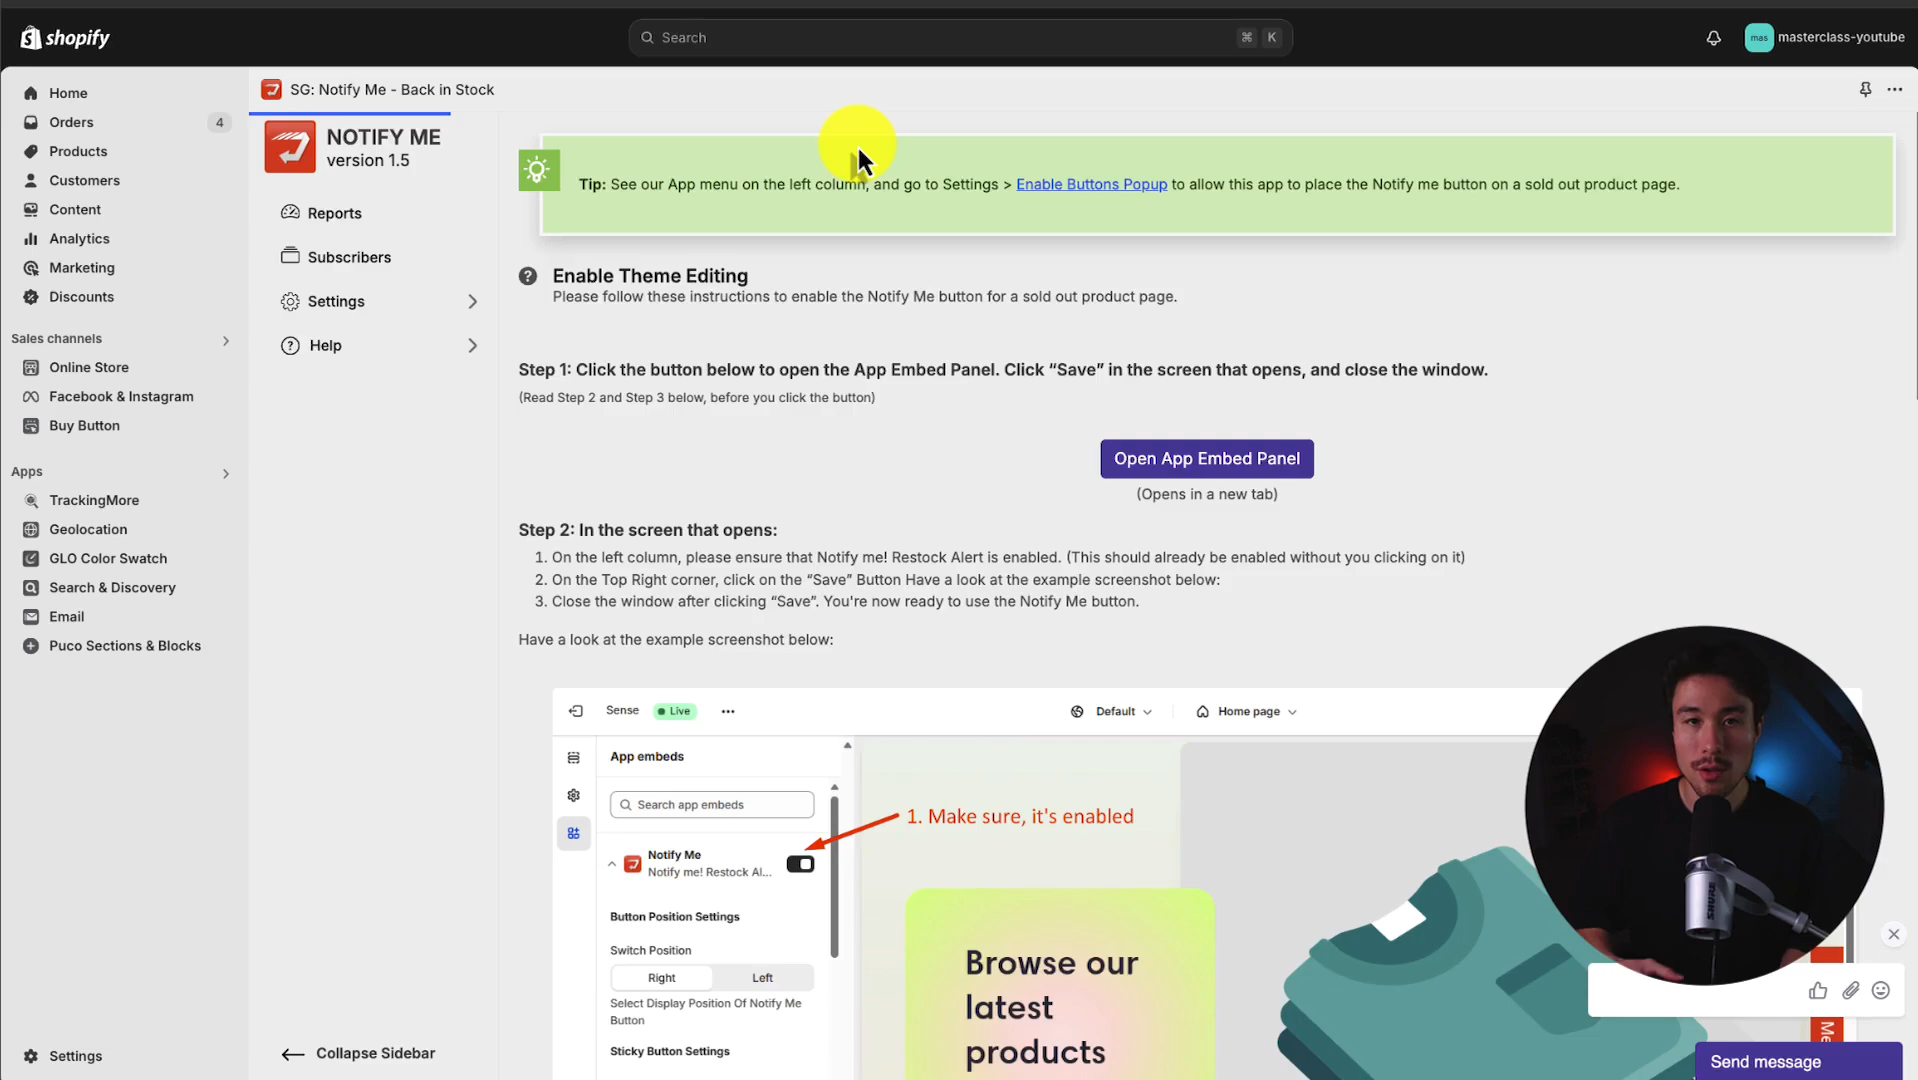 shopify
Search
⌘ K
mas
masterclass-youtube
Home
Orders
4
Products
Customers
Content
Analytics
Marketing
Discounts
Sales channels
Online Store
Facebook & Instagram
Buy Button
Apps
TrackingMore
Geolocation
GLO Color Swatch
Search & Discovery
Email
Puco Sections & Blocks
Settings
SG: Notify Me - Back in Stock
NOTIFY ME
version 1.5
Reports
Subscribers
Settings
Help
Collapse Sidebar
Tip: See our App menu on the left column, and go to Settings > Enable Buttons Popup to allow this app to place the Notify me button on a sold out product page.
Enable Theme Editing
Please follow these instructions to enable the Notify Me button for a sold out product page.
Step 1: Click the button below to open the App Embed Panel. Click “Save” in the screen that opens, and close the window.
(Read Step 2 and Step 3 below, before you click the button)
Open App Embed Panel
(Opens in a new tab)
Step 2: In the screen that opens:
1. On the left column, please ensure that Notify me! Restock Alert is enabled. (This should already be enabled without you clicking on it)
2. On the Top Right corner, click on the “Save” Button Have a look at the example screenshot below:
3. Close the window after clicking “Save”. You're now ready to use the Notify Me button.
Have a look at the example screenshot below:
Sense
Live
Default
Home page
App embeds
Search app embeds
1. Make sure, it's enabled
Notify Me
Notify me! Restock Al...
Button Position Settings
Switch Position
Right
Left
Select Display Position Of Notify Me
Button
Sticky Button Settings
Browse our
latest
products
SHURE
Me
Send message